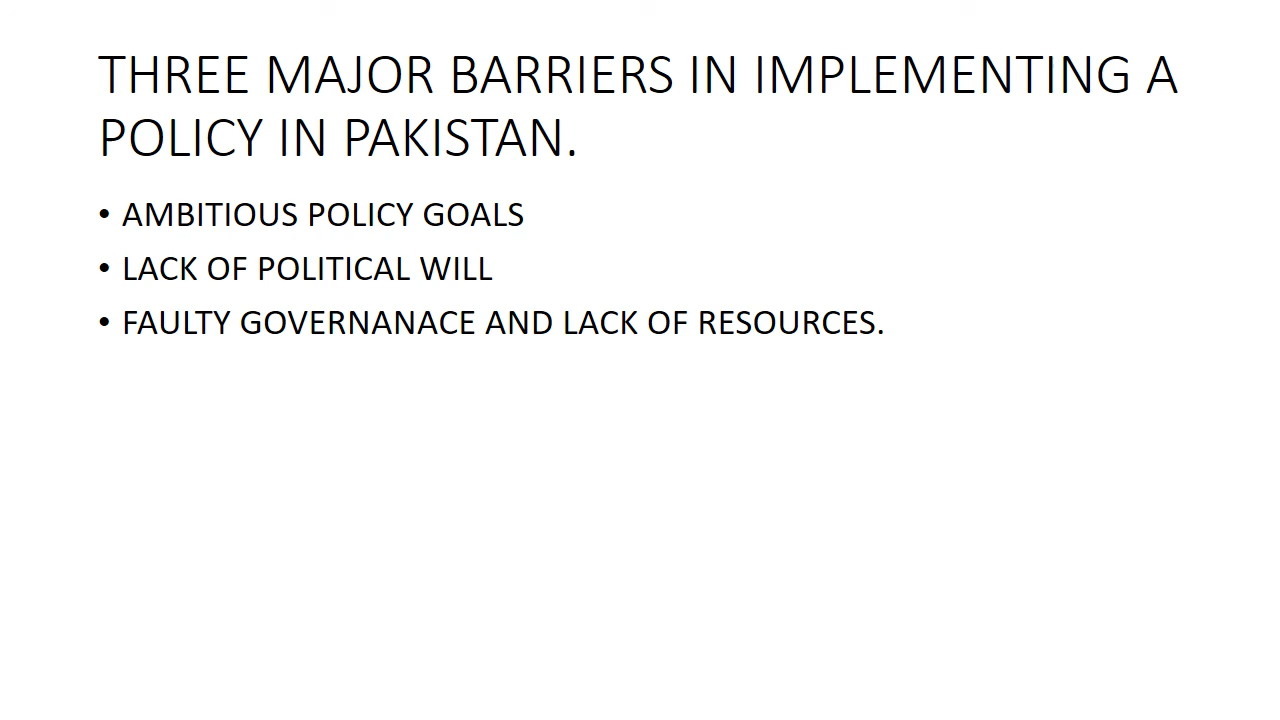 THREE MAJOR BARRIERS IN IMPLEMENTING A
POLICY IN PAKISTAN.
• AMBITIOUS POLICY GOALS
• LACK OF POLITICAL WILL
• FAULTY GOVERNANACE AND LACK OF RESOURCES.